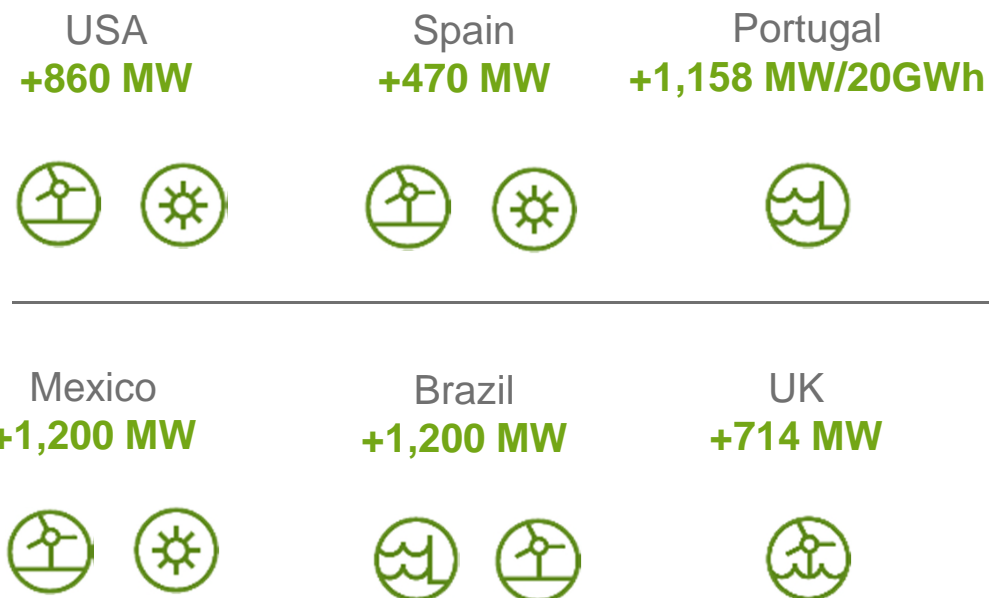 USA
+860 MW
Spain
+470 MW
Portugal
+1,158 MW/20GWh
Mexico
+1,200 MW
Brazil
+1,200 MW
UK
+714 MW